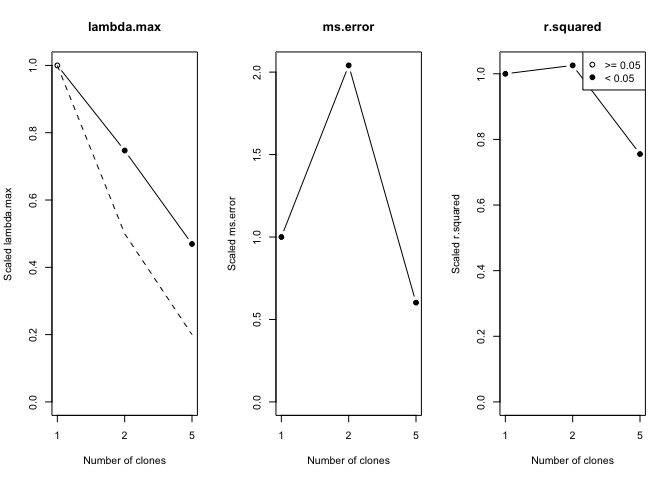 lambda.max
Scaled lambda.max
0.0 0.2 0.4 0.6 0.8 1.0
1 2 5
Number of clones
ms.error
Scaled ms.error
0.0 0.5 1.0 1.5 2.0
1 2 5
Number of clones
r.squared
Scaled r.squared
0.0 0.2 0.4 0.6 0.8 1.0
>= 0.05
< 0.05
1 2 5
Number of clones